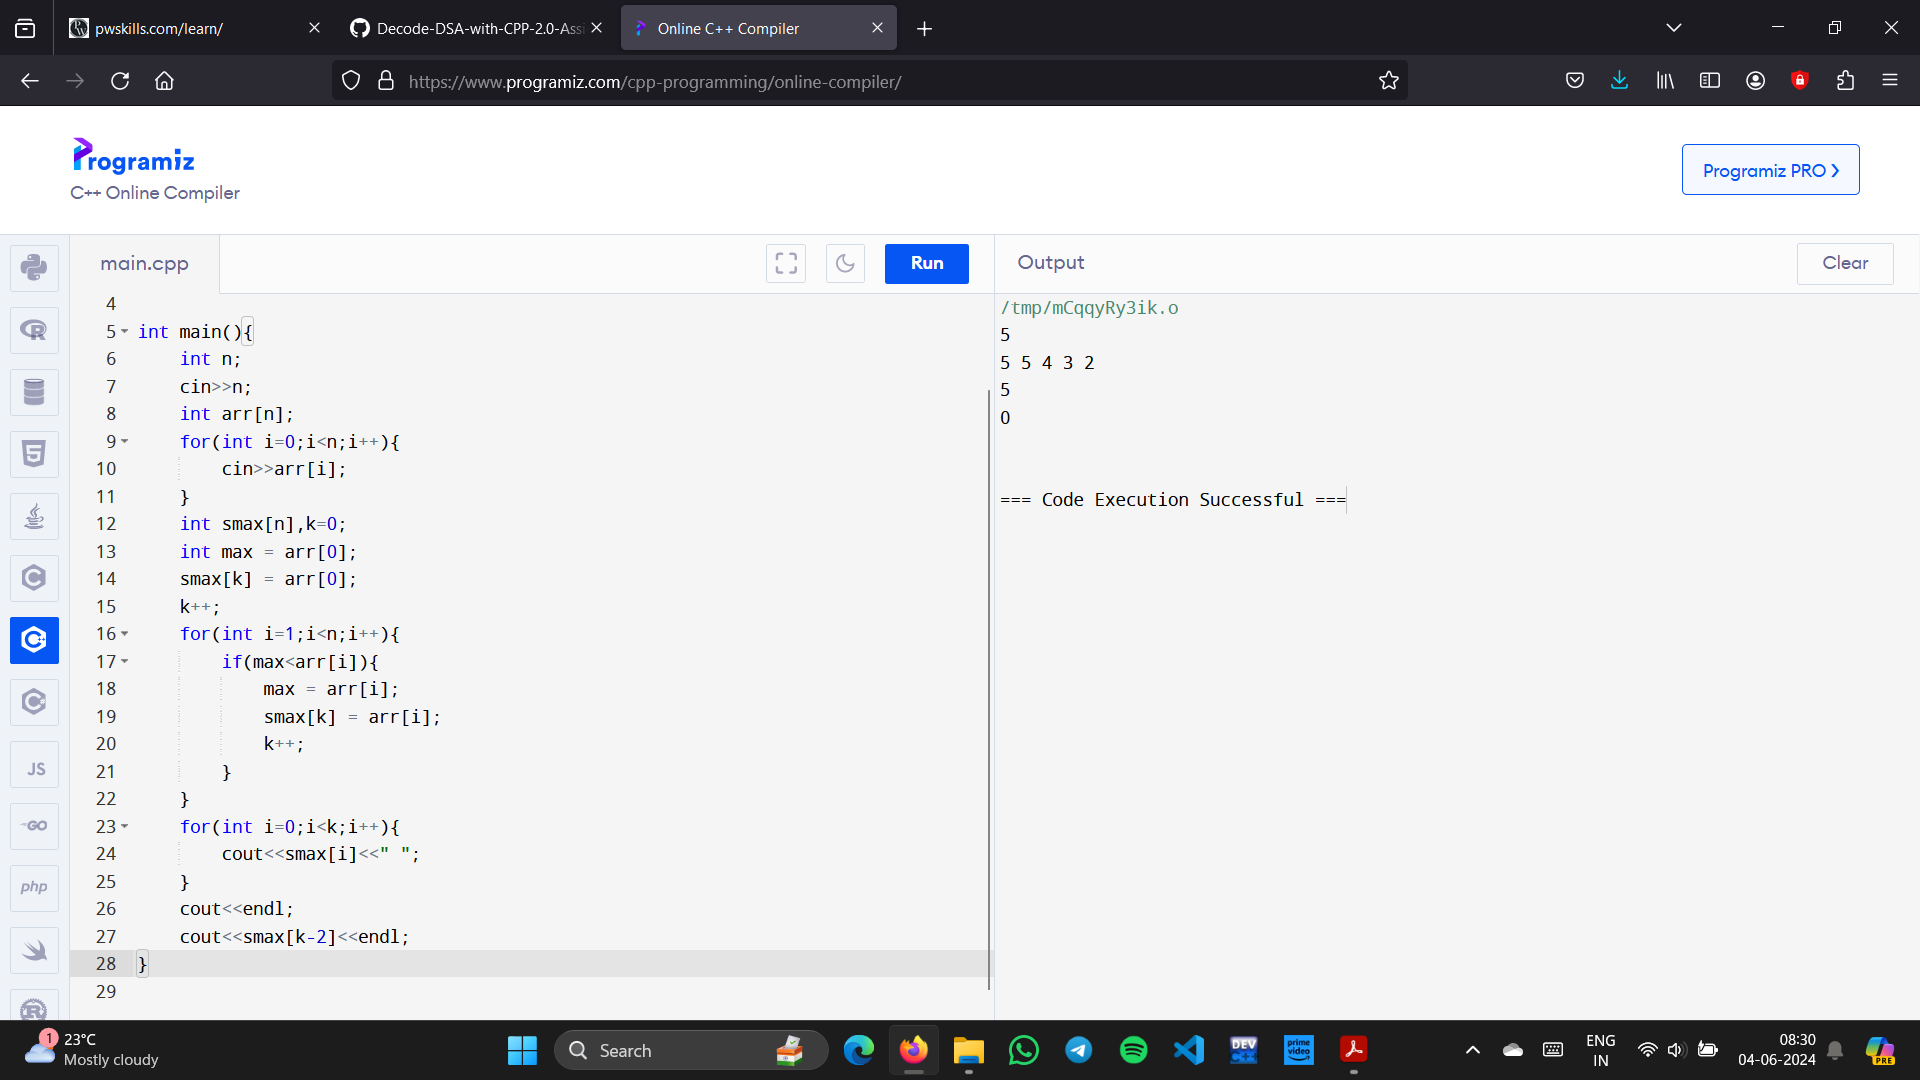 pwskills.com/learn/
Decode-DSA-with-CPP-2.0-Assi
Online C++ Compiler
https://www.programiz.com/cpp-programming/online-compiler/
Programiz
C++ Online Compiler
Programiz PRO ❯
main.cpp
Run
Output
Clear
4
5 int main(){
6     int n;
7     cin>>n;
8     int arr[n];
9     for(int i=0;i<n;i++){
10         cin>>arr[i];
11     }
12     int smax[n],k=0;
13     int max = arr[0];
14     smax[k] = arr[0];
15     k++;
16     for(int i=1;i<n;i++){
17         if(max<arr[i]){
18             max = arr[i];
19             smax[k] = arr[i];
20             k++;
21         }
22     }
23     for(int i=0;i<k;i++){
24         cout<<smax[i]<<" ";
25     }
26     cout<<endl;
27     cout<<smax[k-2]<<endl;
28 }
29
/tmp/mCqqyRy3ik.o
5
5 5 4 3 2
5
0
=== Code Execution Successful ===
JS
GO
php
1
23°C
Mostly cloudy
Search
DEV
C++
prime
video
ENG
IN
08:30
04-06-2024
PRE